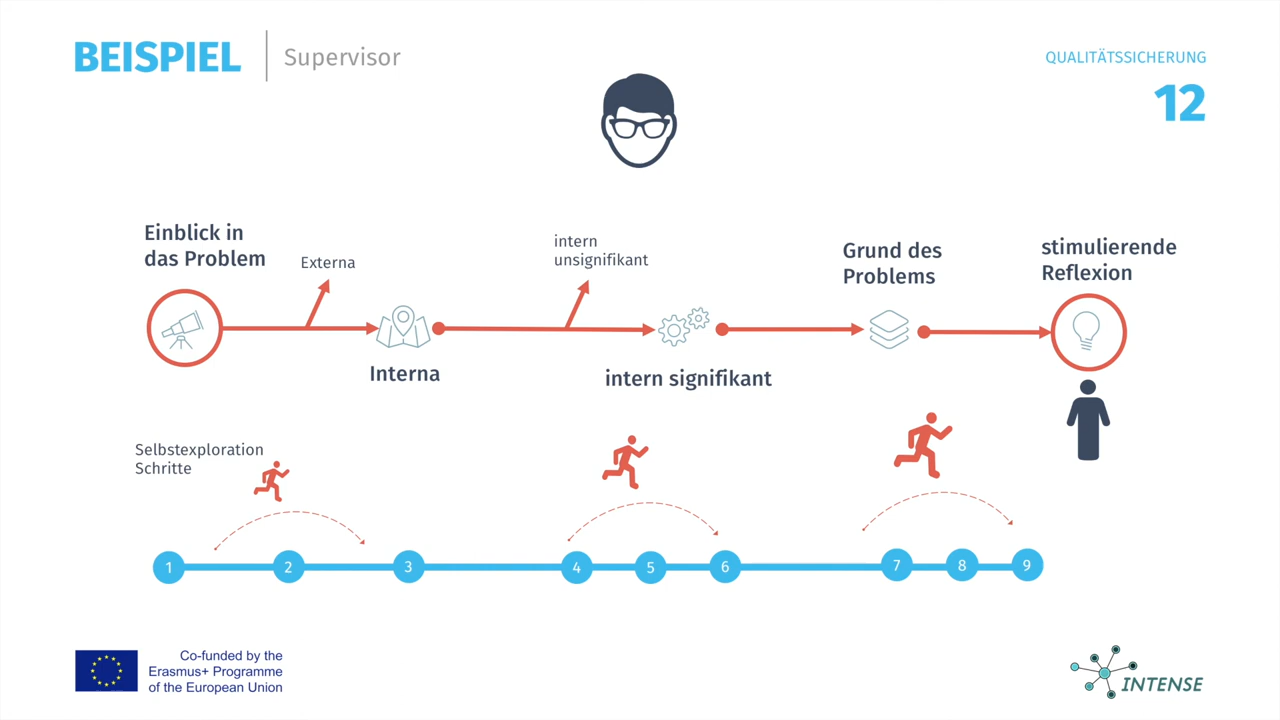 BEISPIEL
Supervisor
QUALITÄTSSICHERUNG
12
Einblick in
das Problem
Externa
intern
unsignifikant
Grund des
Problems
stimulierende
Reflexion
Interna
intern signifikant
Selbstexploration
Schritte
1
2
3
4
5
6
7
8
9
Co-funded by the
Erasmus+ Programme
of the European Union
INTENSE